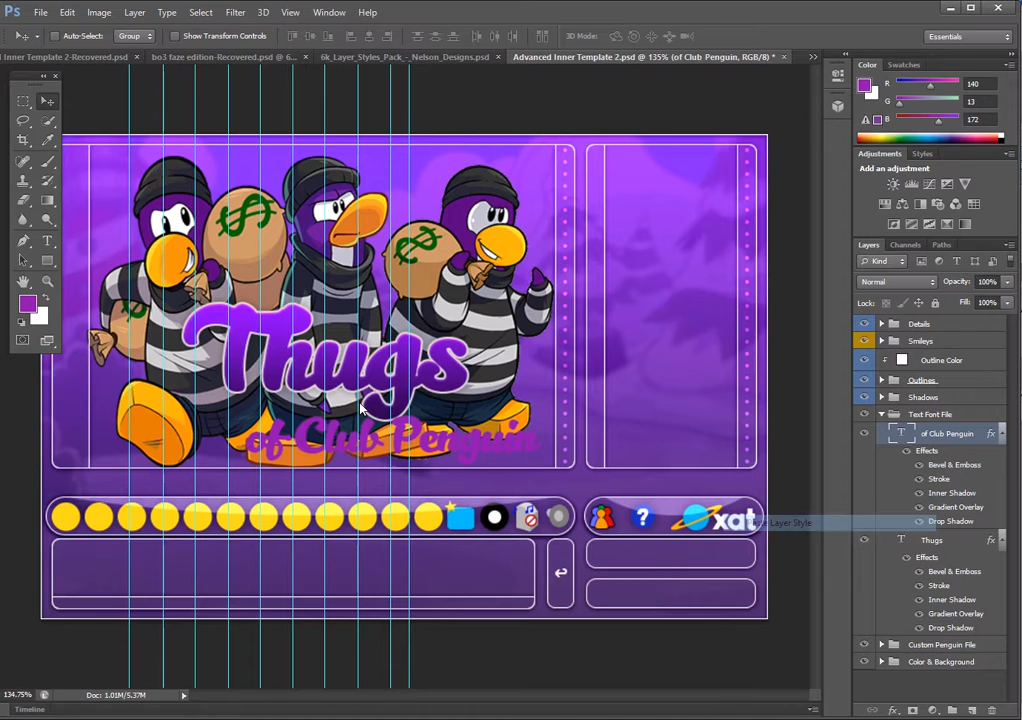 Ps File Edit Image Layer Type Select Filter 3D View Window Help
Auto-Select: Group Show Transform Controls 3D Mode: Essentials
Inner Template 2-Recovered.psd × bo3 faze edition-Recovered.psd @ 6... × 6k_Layer_Styles_Pack_-_Nelson_Designs.psd × Advanced Inner Template 2.psd @ 135% (of Club Penguin, RGB/8) * ×
Color Swatches
R 140
G 13
B 172
Adjustments Styles
Add an adjustment
Layers Channels Paths
Kind
Normal Opacity: 100%
Lock: Fill: 100%
Details
Smileys
Outline Color
Outlines
Shadows
Text Font File
T of Club Penguin fx
Effects
Bevel & Emboss
Stroke
Inner Shadow
Gradient Overlay
Drop Shadow
T Thugs fx
Effects
Bevel & Emboss
Stroke
Inner Shadow
Gradient Overlay
Drop Shadow
Custom Penguin File
Color & Background
Thugs
of Club Penguin
? xat
Layer Style
134.75% Doc: 1.01M/5.37M
Timeline